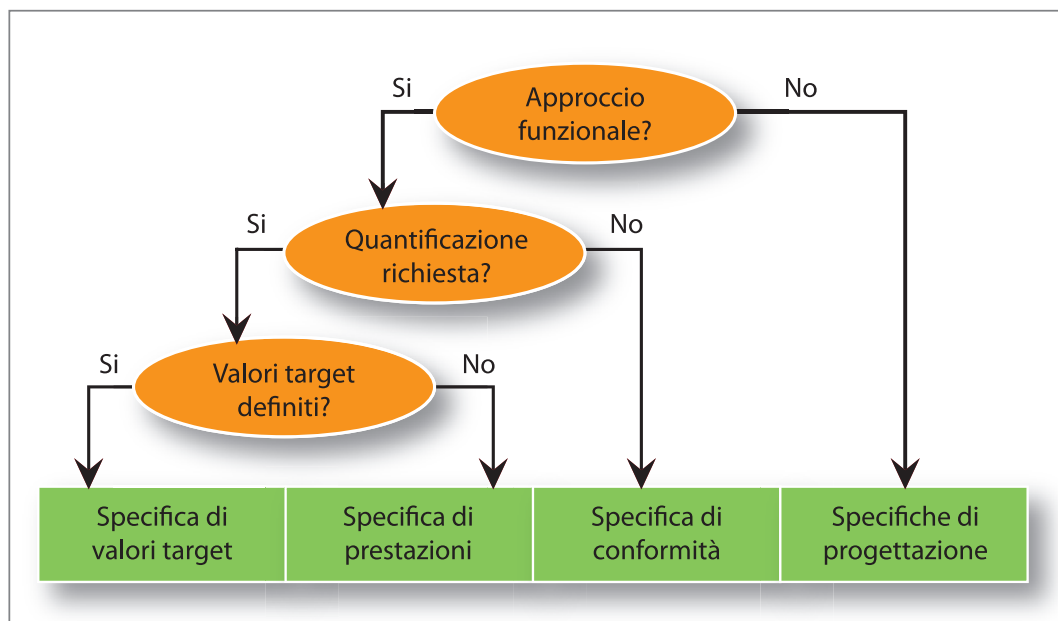 Si
No
Approccio
funzionale?
Si
No
Quantificazione
richiesta?
Si
No
Valori target
definiti?
Specifica di
valori target
Specifica di
prestazioni
Specifica di
conformità
Specifiche di
progettazione